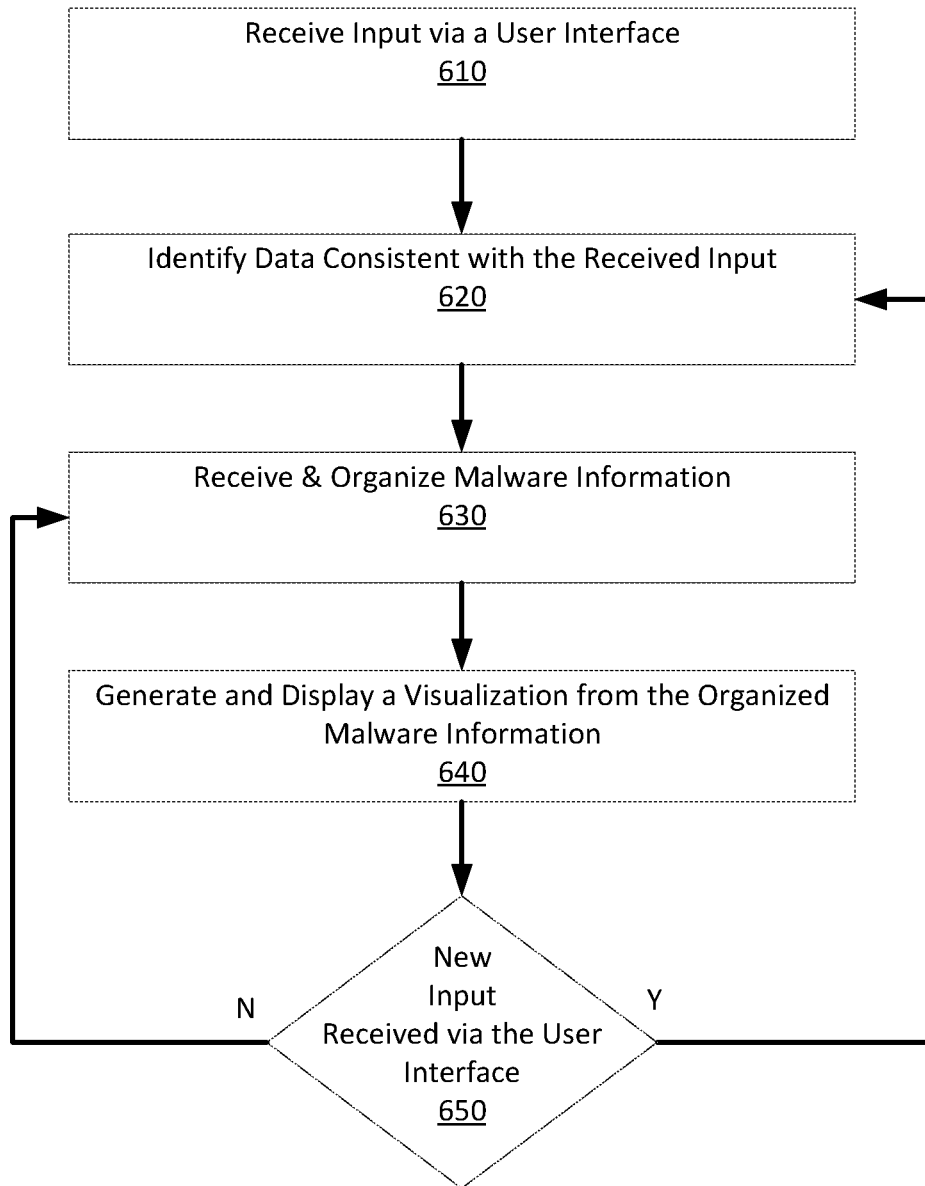 Receive Input via a User Interface
610
Identify Data Consistent with the Received Input
620
Receive & Organize Malware Information
630
Generate and Display a Visualization from the Organized
Malware Information
640
New
Input
Received via the User
Interface
650
N
Y